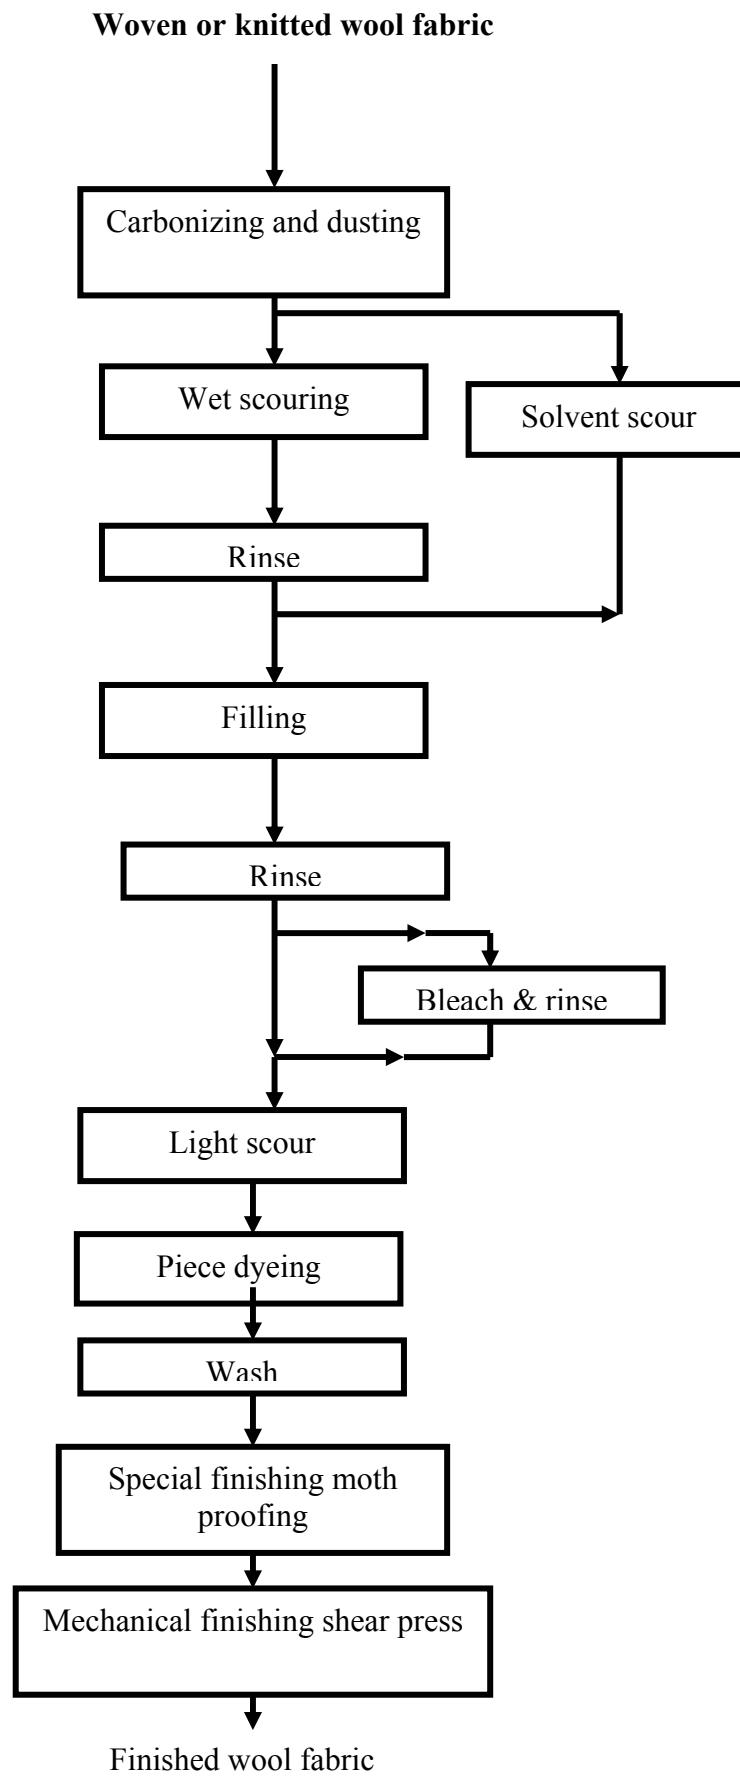 Woven or knitted wool fabric
Carbonizing and dusting
Wet scouring
Solvent scour
Rinse
Filling
Rinse
Bleach & rinse
Light scour
Piece dyeing
Wash
Special finishing moth
proofing
Mechanical finishing shear press
Finished wool fabric